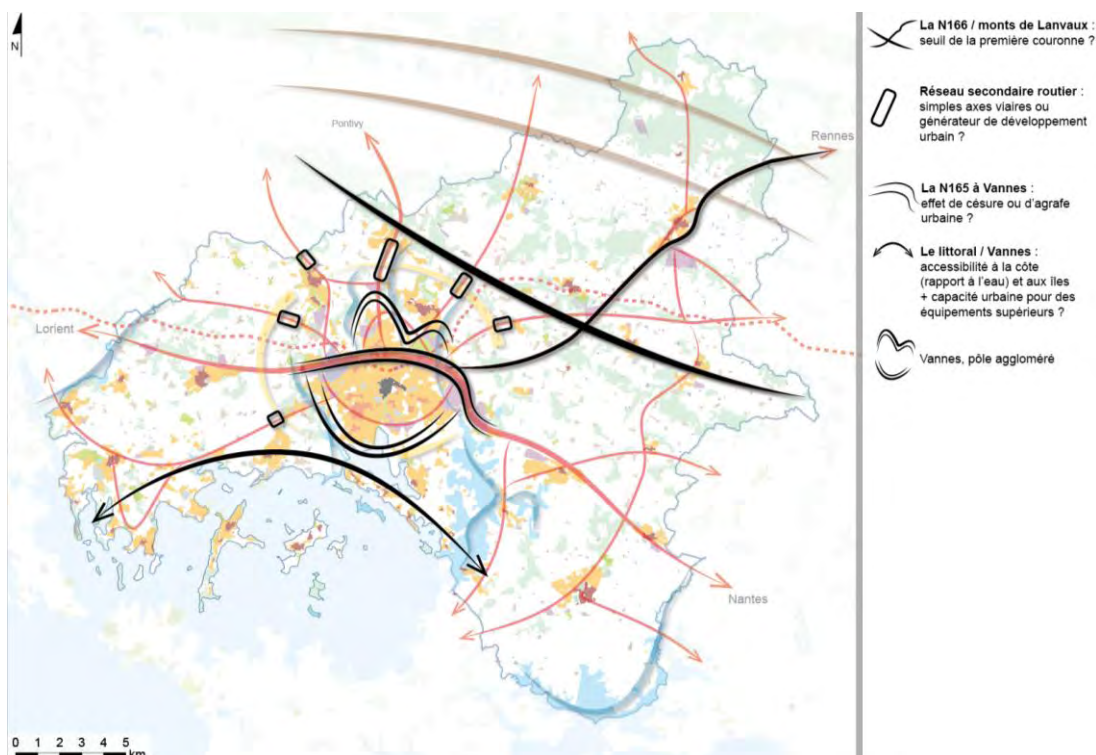 N
Pontivy
Rennes
Lorient
Nantes
0 1 2 3 4 5
km
La N166 / monts de Lanvaux :
seuil de la première couronne ?
Réseau secondaire routier :
simples axes viaires ou
générateur de développement
urbain ?
La N165 à Vannes :
effet de césure ou d'agrafe
urbaine ?
Le littoral / Vannes :
accessibilité à la côte
(rapport à l'eau) et aux îles
+ capacité urbaine pour des
équipements supérieurs ?
Vannes, pôle aggloméré